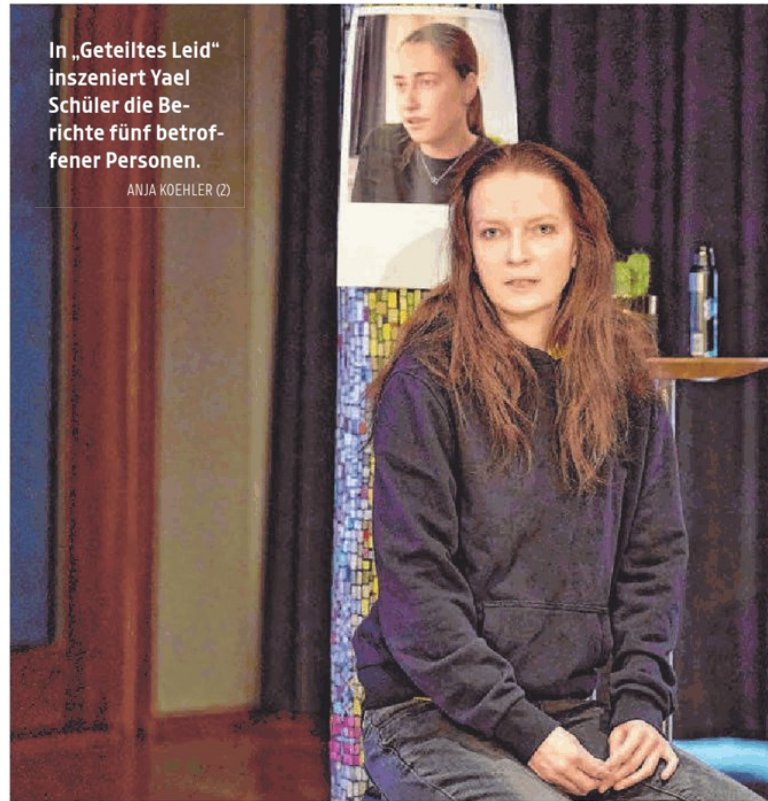 In „Geteiltes Leid“
inszeniert Yael
Schüler die Be-
richte fünf betrof-
fener Personen.
ANJA KOEHLER (2)